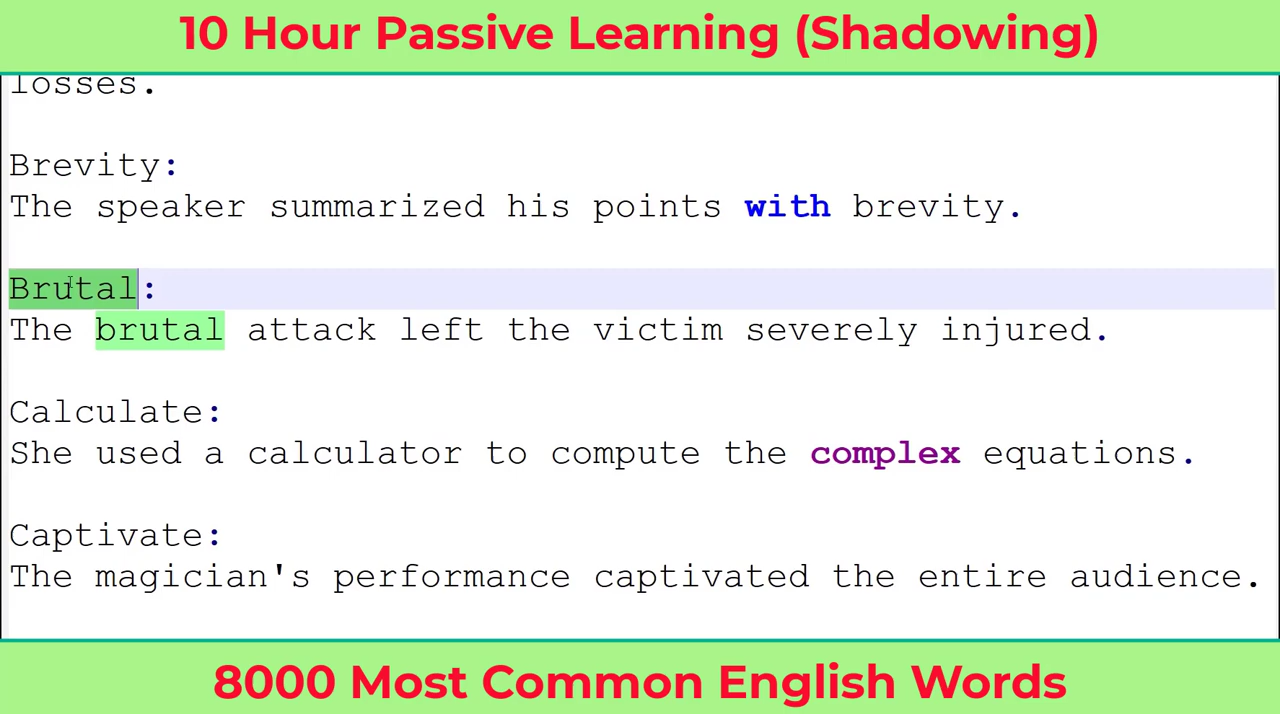 10 Hour Passive Learning (Shadowing)
losses.
Brevity:
The speaker summarized his points with brevity.
Brutal:
The brutal attack left the victim severely injured.
Calculate:
She used a calculator to compute the complex equations.
Captivate:
The magician's performance captivated the entire audience.
8000 Most Common English Words